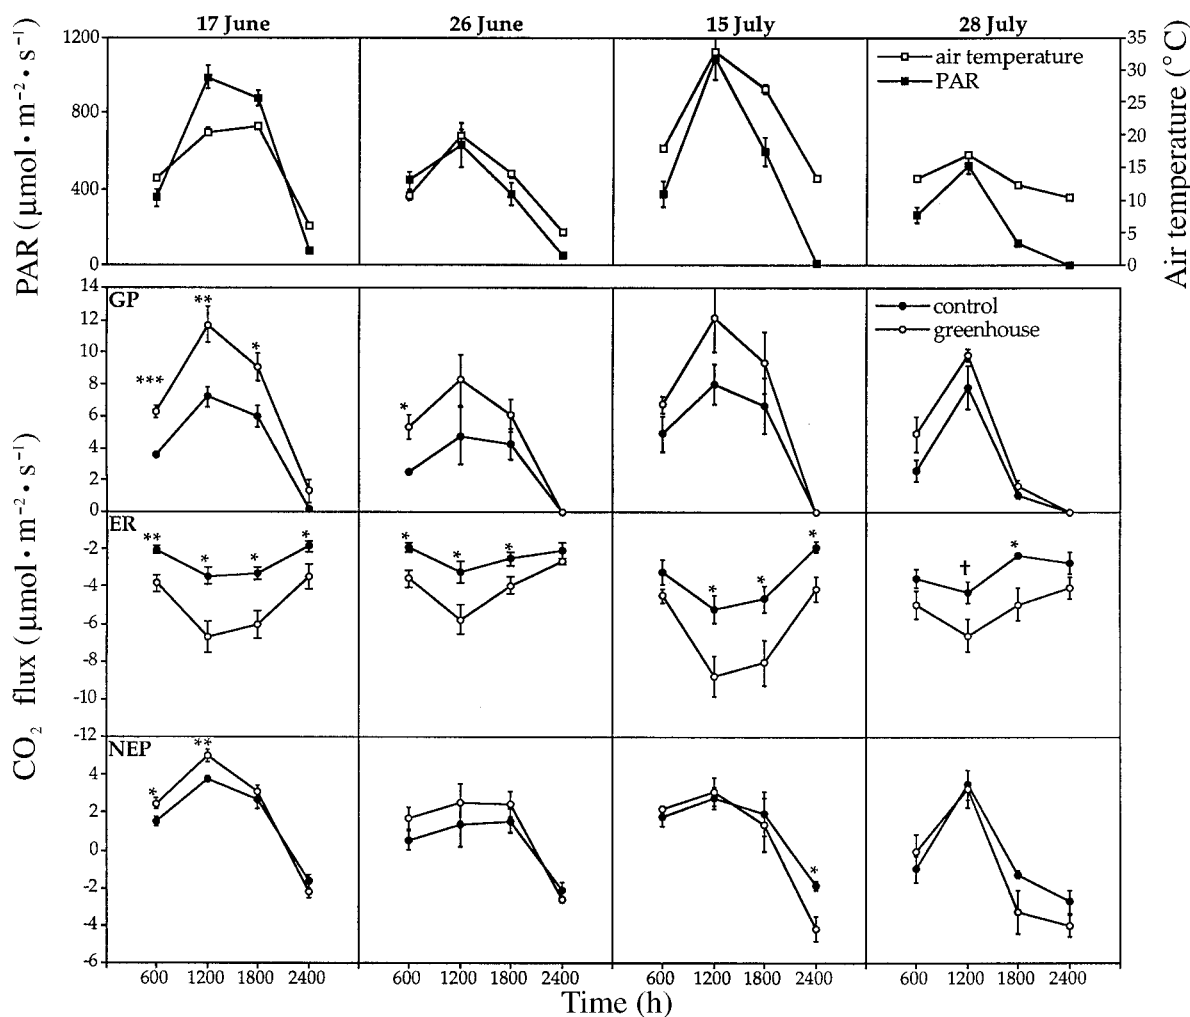 17 June 26 June 15 July 28 July
PAR (µmol • m⁻² • s⁻¹)
1200
800
400
0
air temperature
PAR
35
30
25
20
15
10
5
0
Air temperature (°C)
CO₂ flux (µmol • m⁻² • s⁻¹)
GP
14
12
10
8
6
4
2
0
*** ** *
*
control
greenhouse
ER
-2
-4
-6
-8
-10
-12
** * * *
* * *
* * *
† *
NEP
4
2
0
-2
-4
-6
* **
*
600 1200 1800 2400 600 1200 1800 2400 600 1200 1800 2400 600 1200 1800 2400
Time (h)